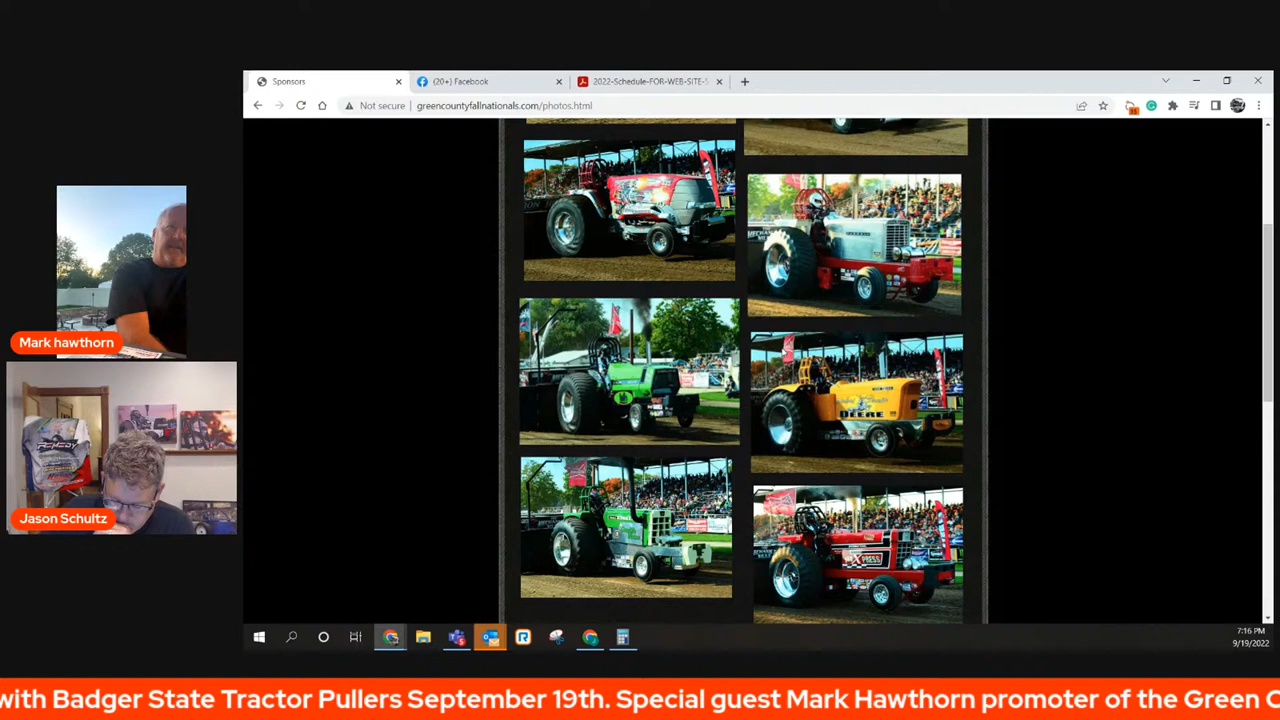 Sponsors
(20+) Facebook
2022-Schedule-FOR-WEB-SITE-S
Not secure
greencountyfallnationals.com/photos.html
DEERE
PRESS
Mark hawthorn
Jason Schultz
7:16 PM
9/19/2022
with Badger State Tractor Pullers September 19th. Special guest Mark Hawthorn promoter of the Green C